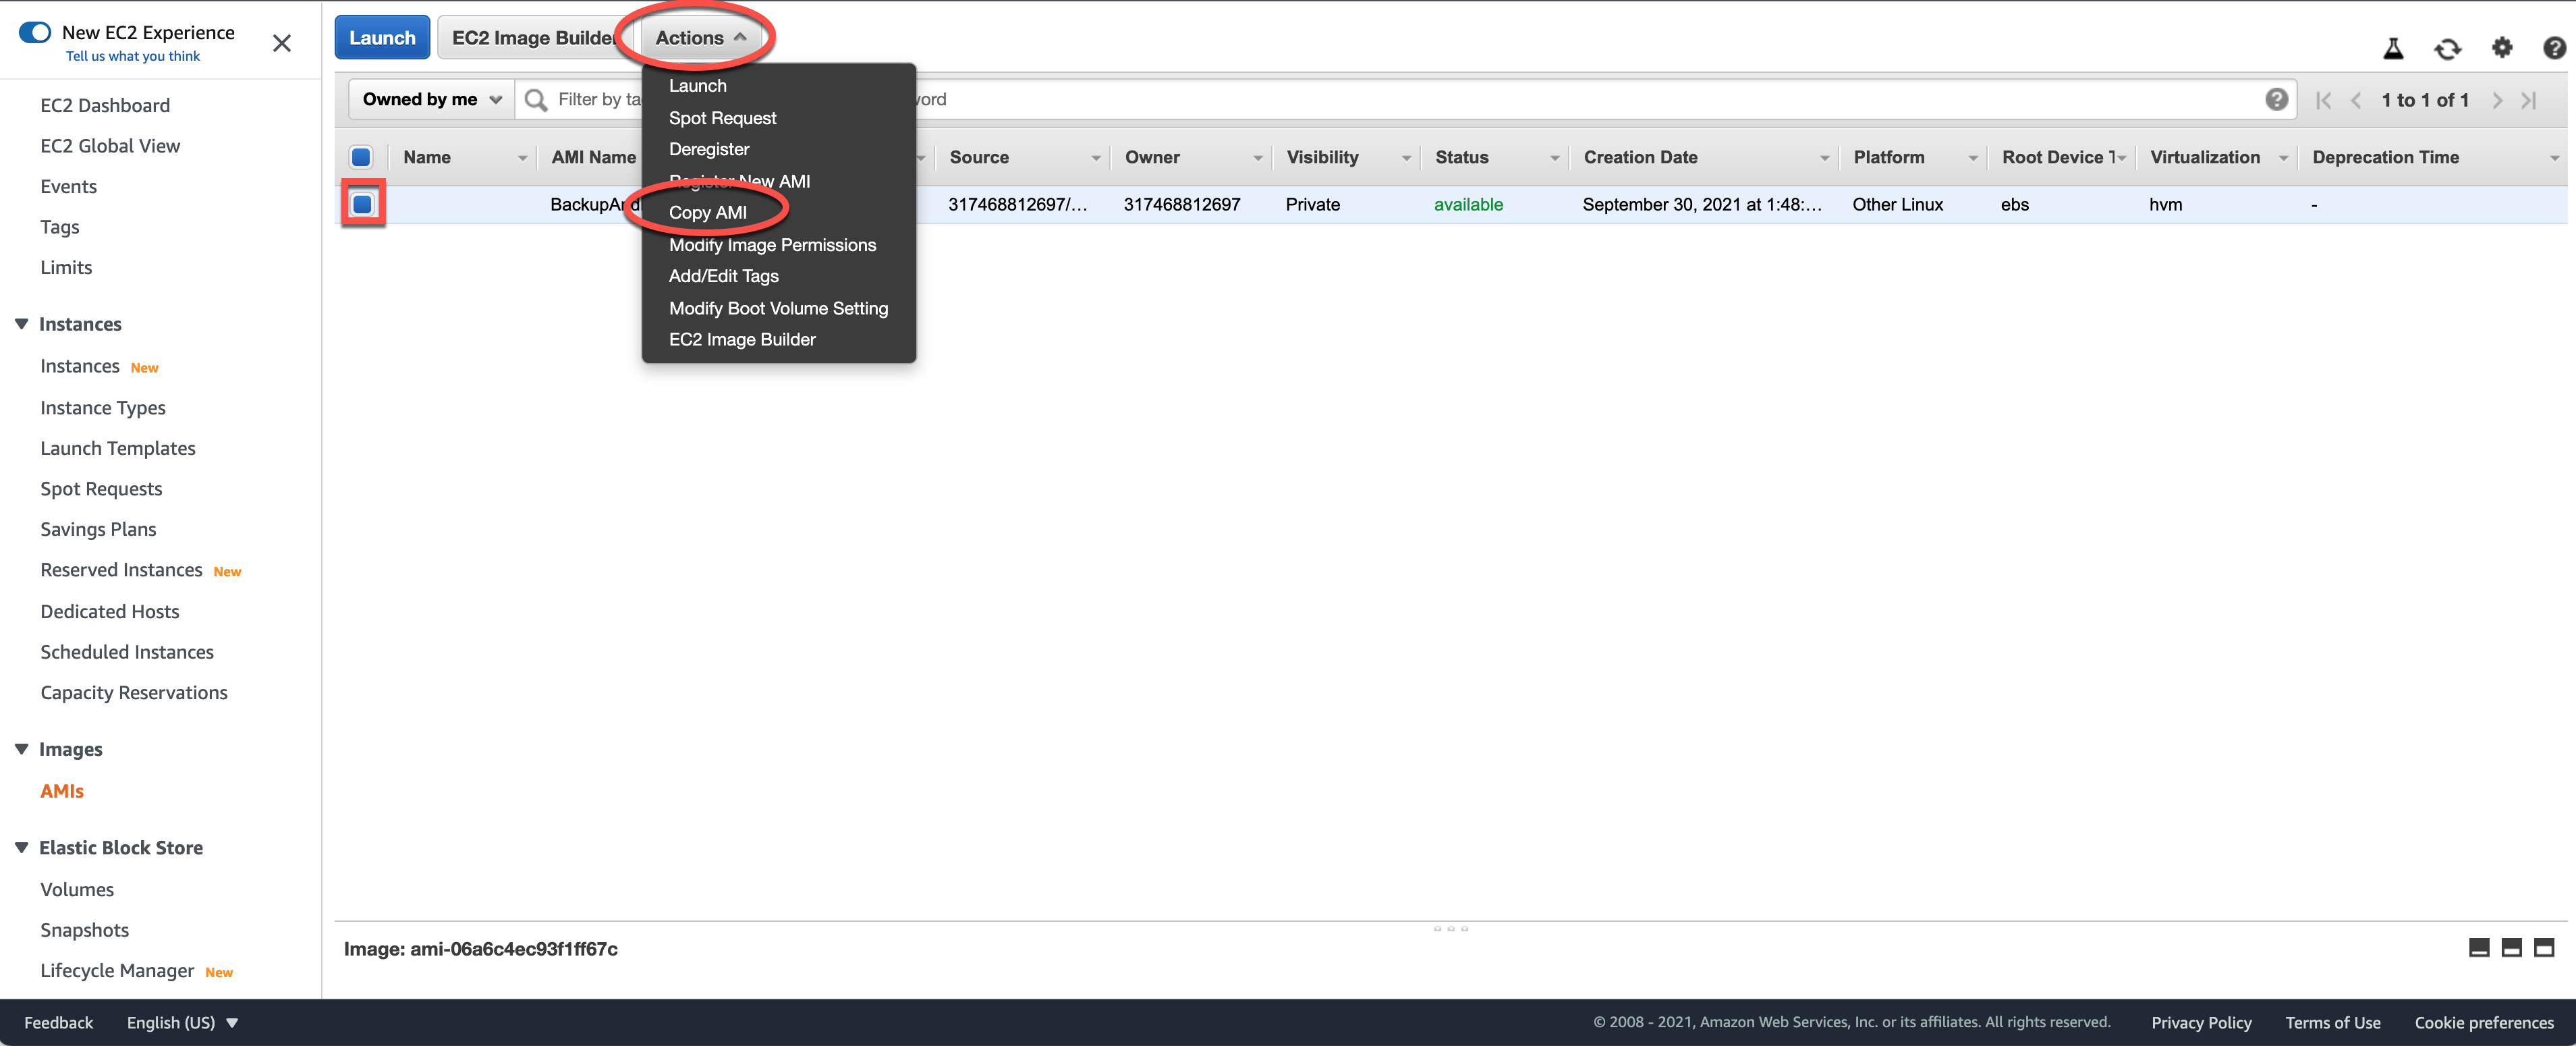 New EC2 Experience
Tell us what you think
EC2 Dashboard
EC2 Global View
Events
Tags
Limits
Instances
Instances New
Instance Types
Launch Templates
Spot Requests
Savings Plans
Reserved Instances New
Dedicated Hosts
Scheduled Instances
Capacity Reservations
Images
AMIs
Elastic Block Store
Volumes
Snapshots
Lifecycle Manager New
Launch EC2 Image Builder Actions
Owned by me Filter by 1 to 1 of 1
Launch
Spot Request
Deregister
Register New AMI
Copy AMI
Modify Image Permissions
Add/Edit Tags
Modify Boot Volume Setting
EC2 Image Builder
Name AMI Name Source Owner Visibility Status Creation Date Platform Root Device Virtualization Deprecation Time
317468812697/... 317468812697 Private available September 30, 2021 at 1:48:... Other Linux ebs hvm -
Image: ami-06a6c4ec93f1ff67c
Feedback English (US) © 2008 - 2021, Amazon Web Services, Inc. or its affiliates. All rights reserved. Privacy Policy Terms of Use Cookie preferences